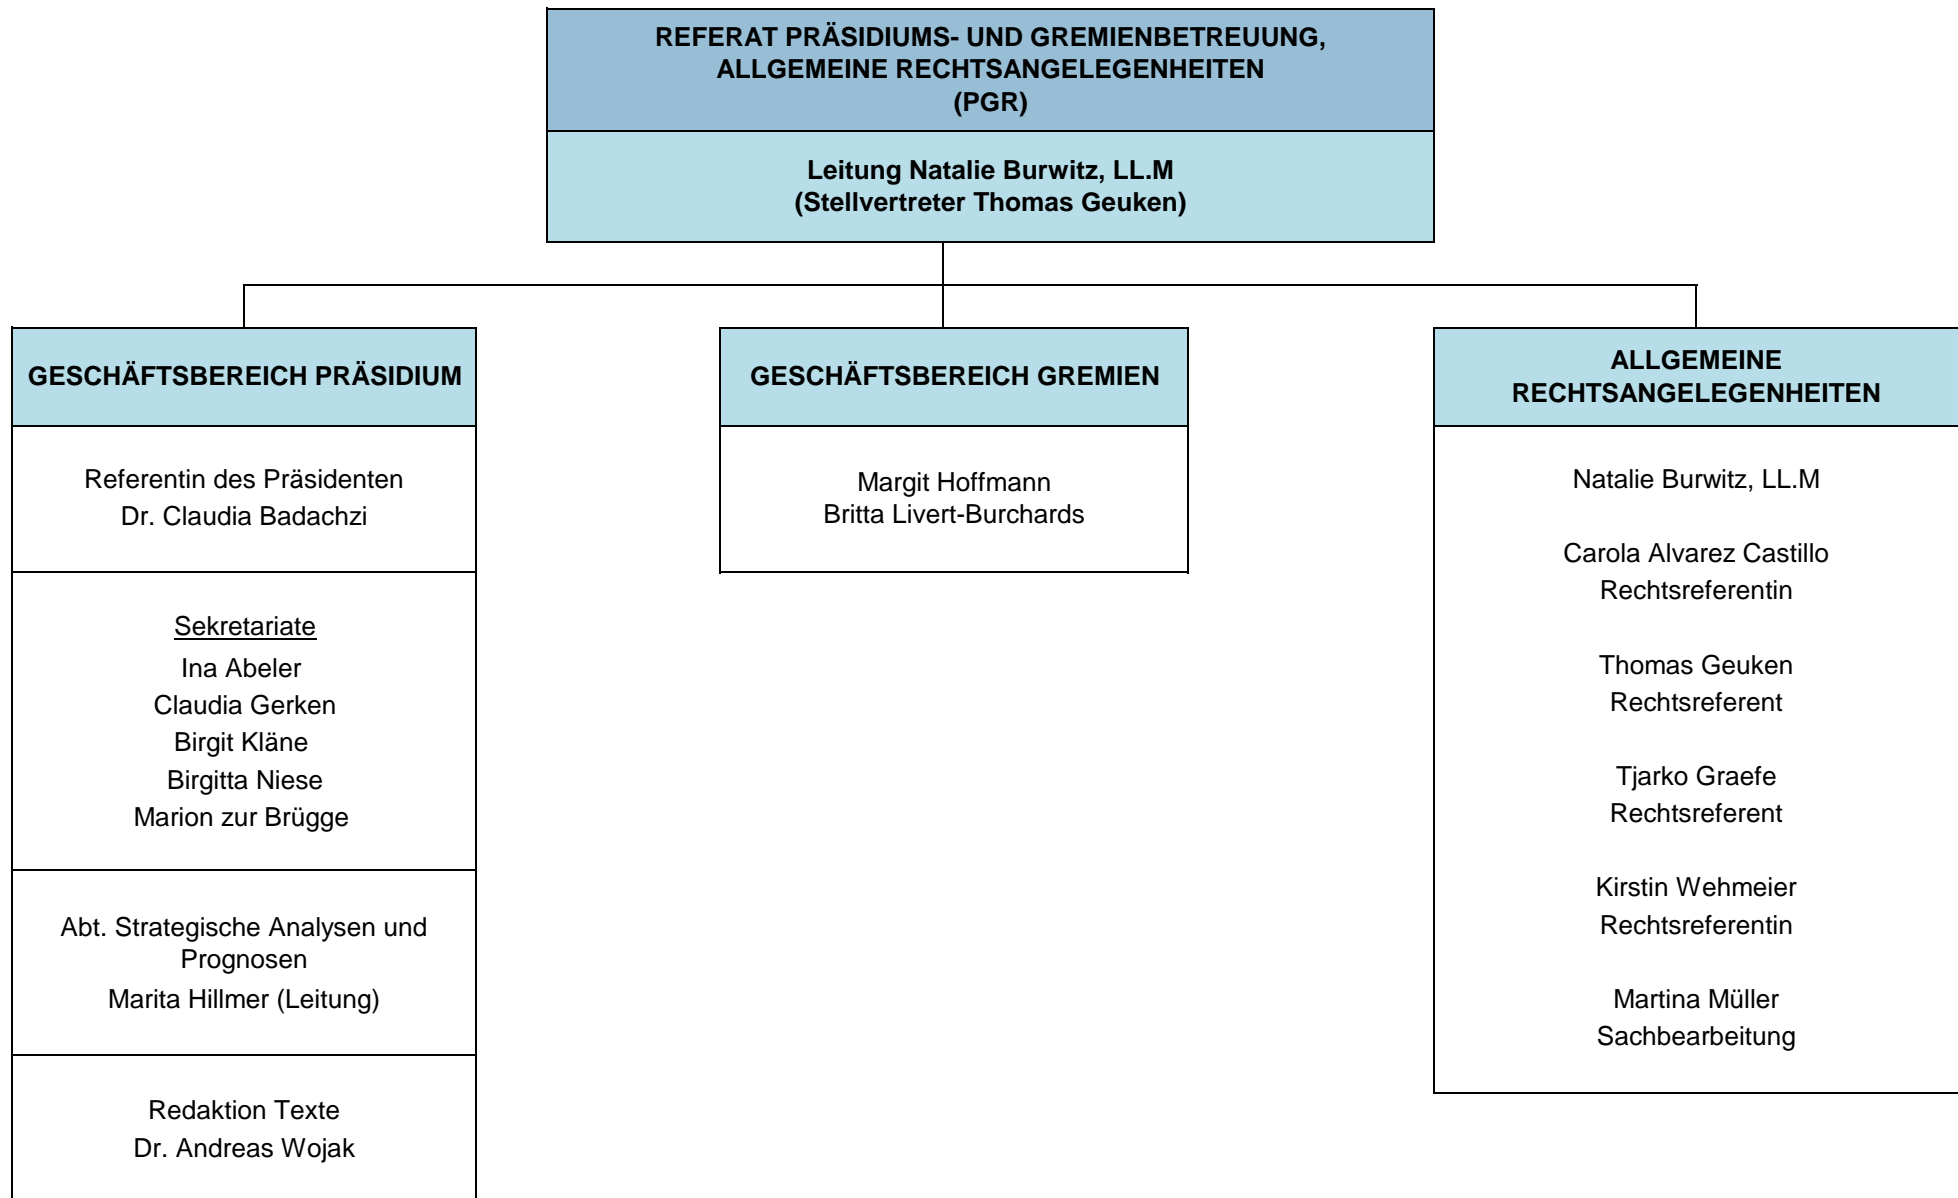 REFERAT PRÄSIDIUMS- UND GREMIENBETREUUNG,
ALLGEMEINE RECHTSANGELEGENHEITEN
(PGR)
Leitung Natalie Burwitz, LL.M
(Stellvertreter Thomas Geuken)
GESCHÄFTSBEREICH PRÄSIDIUM
Referentin des Präsidenten
Dr. Claudia Badachzi
Sekretariate
Ina Abeler
Claudia Gerken
Birgit Kläne
Birgitta Niese
Marion zur Brügge
Abt. Strategische Analysen und
Prognosen
Marita Hillmer (Leitung)
Redaktion Texte
Dr. Andreas Wojak
GESCHÄFTSBEREICH GREMIEN
Margit Hoffmann
Britta Livert-Burchards
ALLGEMEINE
RECHTSANGELEGENHEITEN
Natalie Burwitz, LL.M
Carola Alvarez Castillo
Rechtsreferentin
Thomas Geuken
Rechtsreferent
Tjarko Graefe
Rechtsreferent
Kirstin Wehmeier
Rechtsreferentin
Martina Müller
Sachbearbeitung